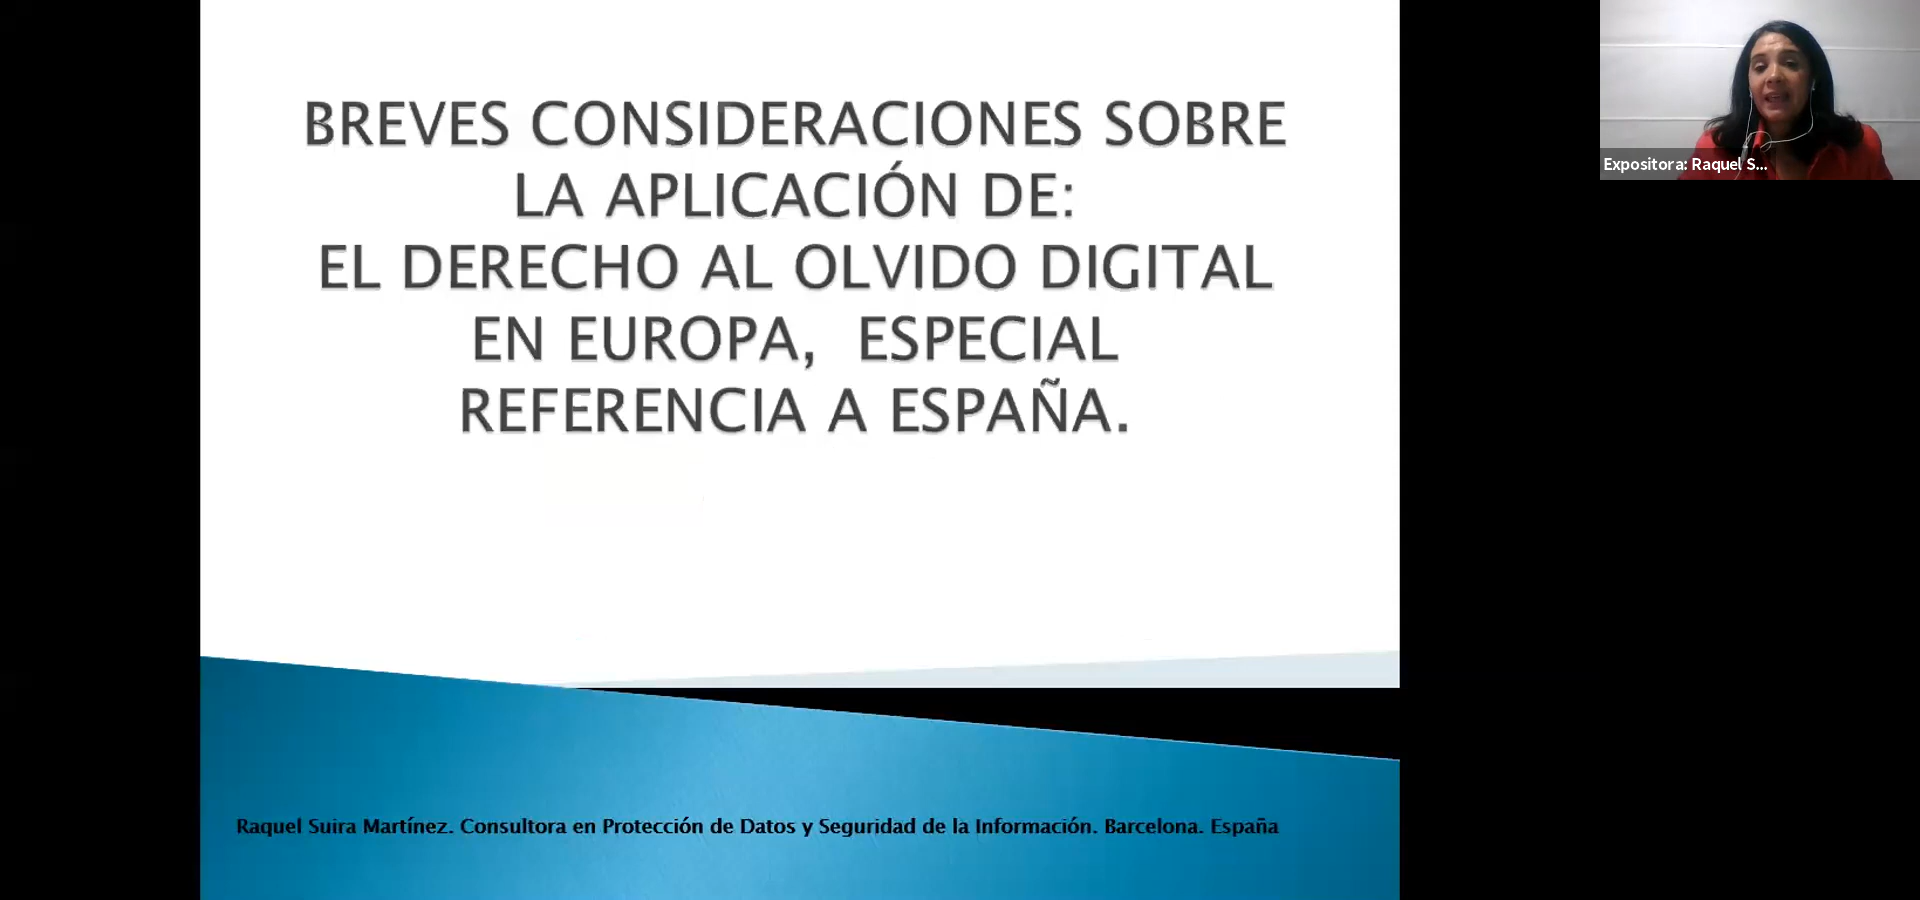 BREVES CONSIDERACIONES SOBRE
LA APLICACIÓN DE:
EL DERECHO AL OLVIDO DIGITAL
EN EUROPA, ESPECIAL
REFERENCIA A ESPAÑA.
Raquel Suira Martínez. Consultora en Protección de Datos y Seguridad de la Información. Barcelona. España
Expositora: Raquel S...